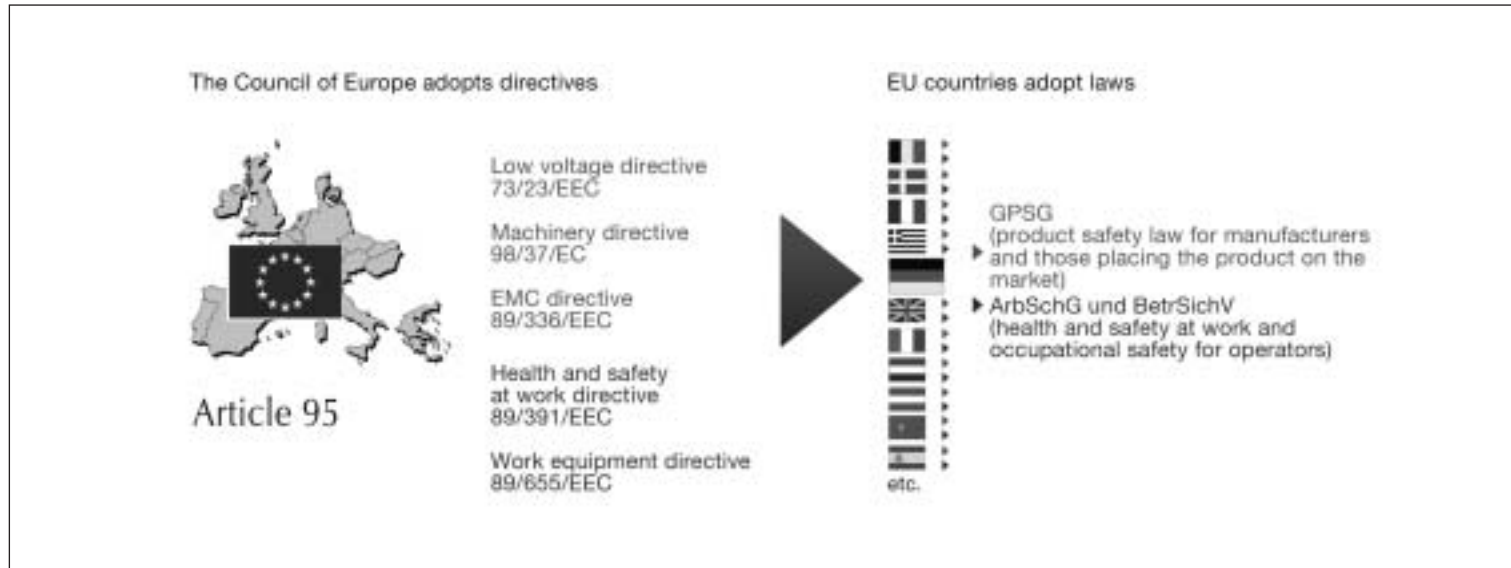 The Council of Europe adopts directives
Low voltage directive
73/23/EEC
Machinery directive
98/37/EC
EMC directive
89/336/EEC
Health and safety
at work directive
89/391/EEC
Work equipment directive
89/655/EEC
Article 95
EU countries adopt laws
GPSG
(product safety law for manufacturers
and those placing the product on the
market)
ArbSchG und BetrSichV
(health and safety at work and
occupational safety for operators)
etc.